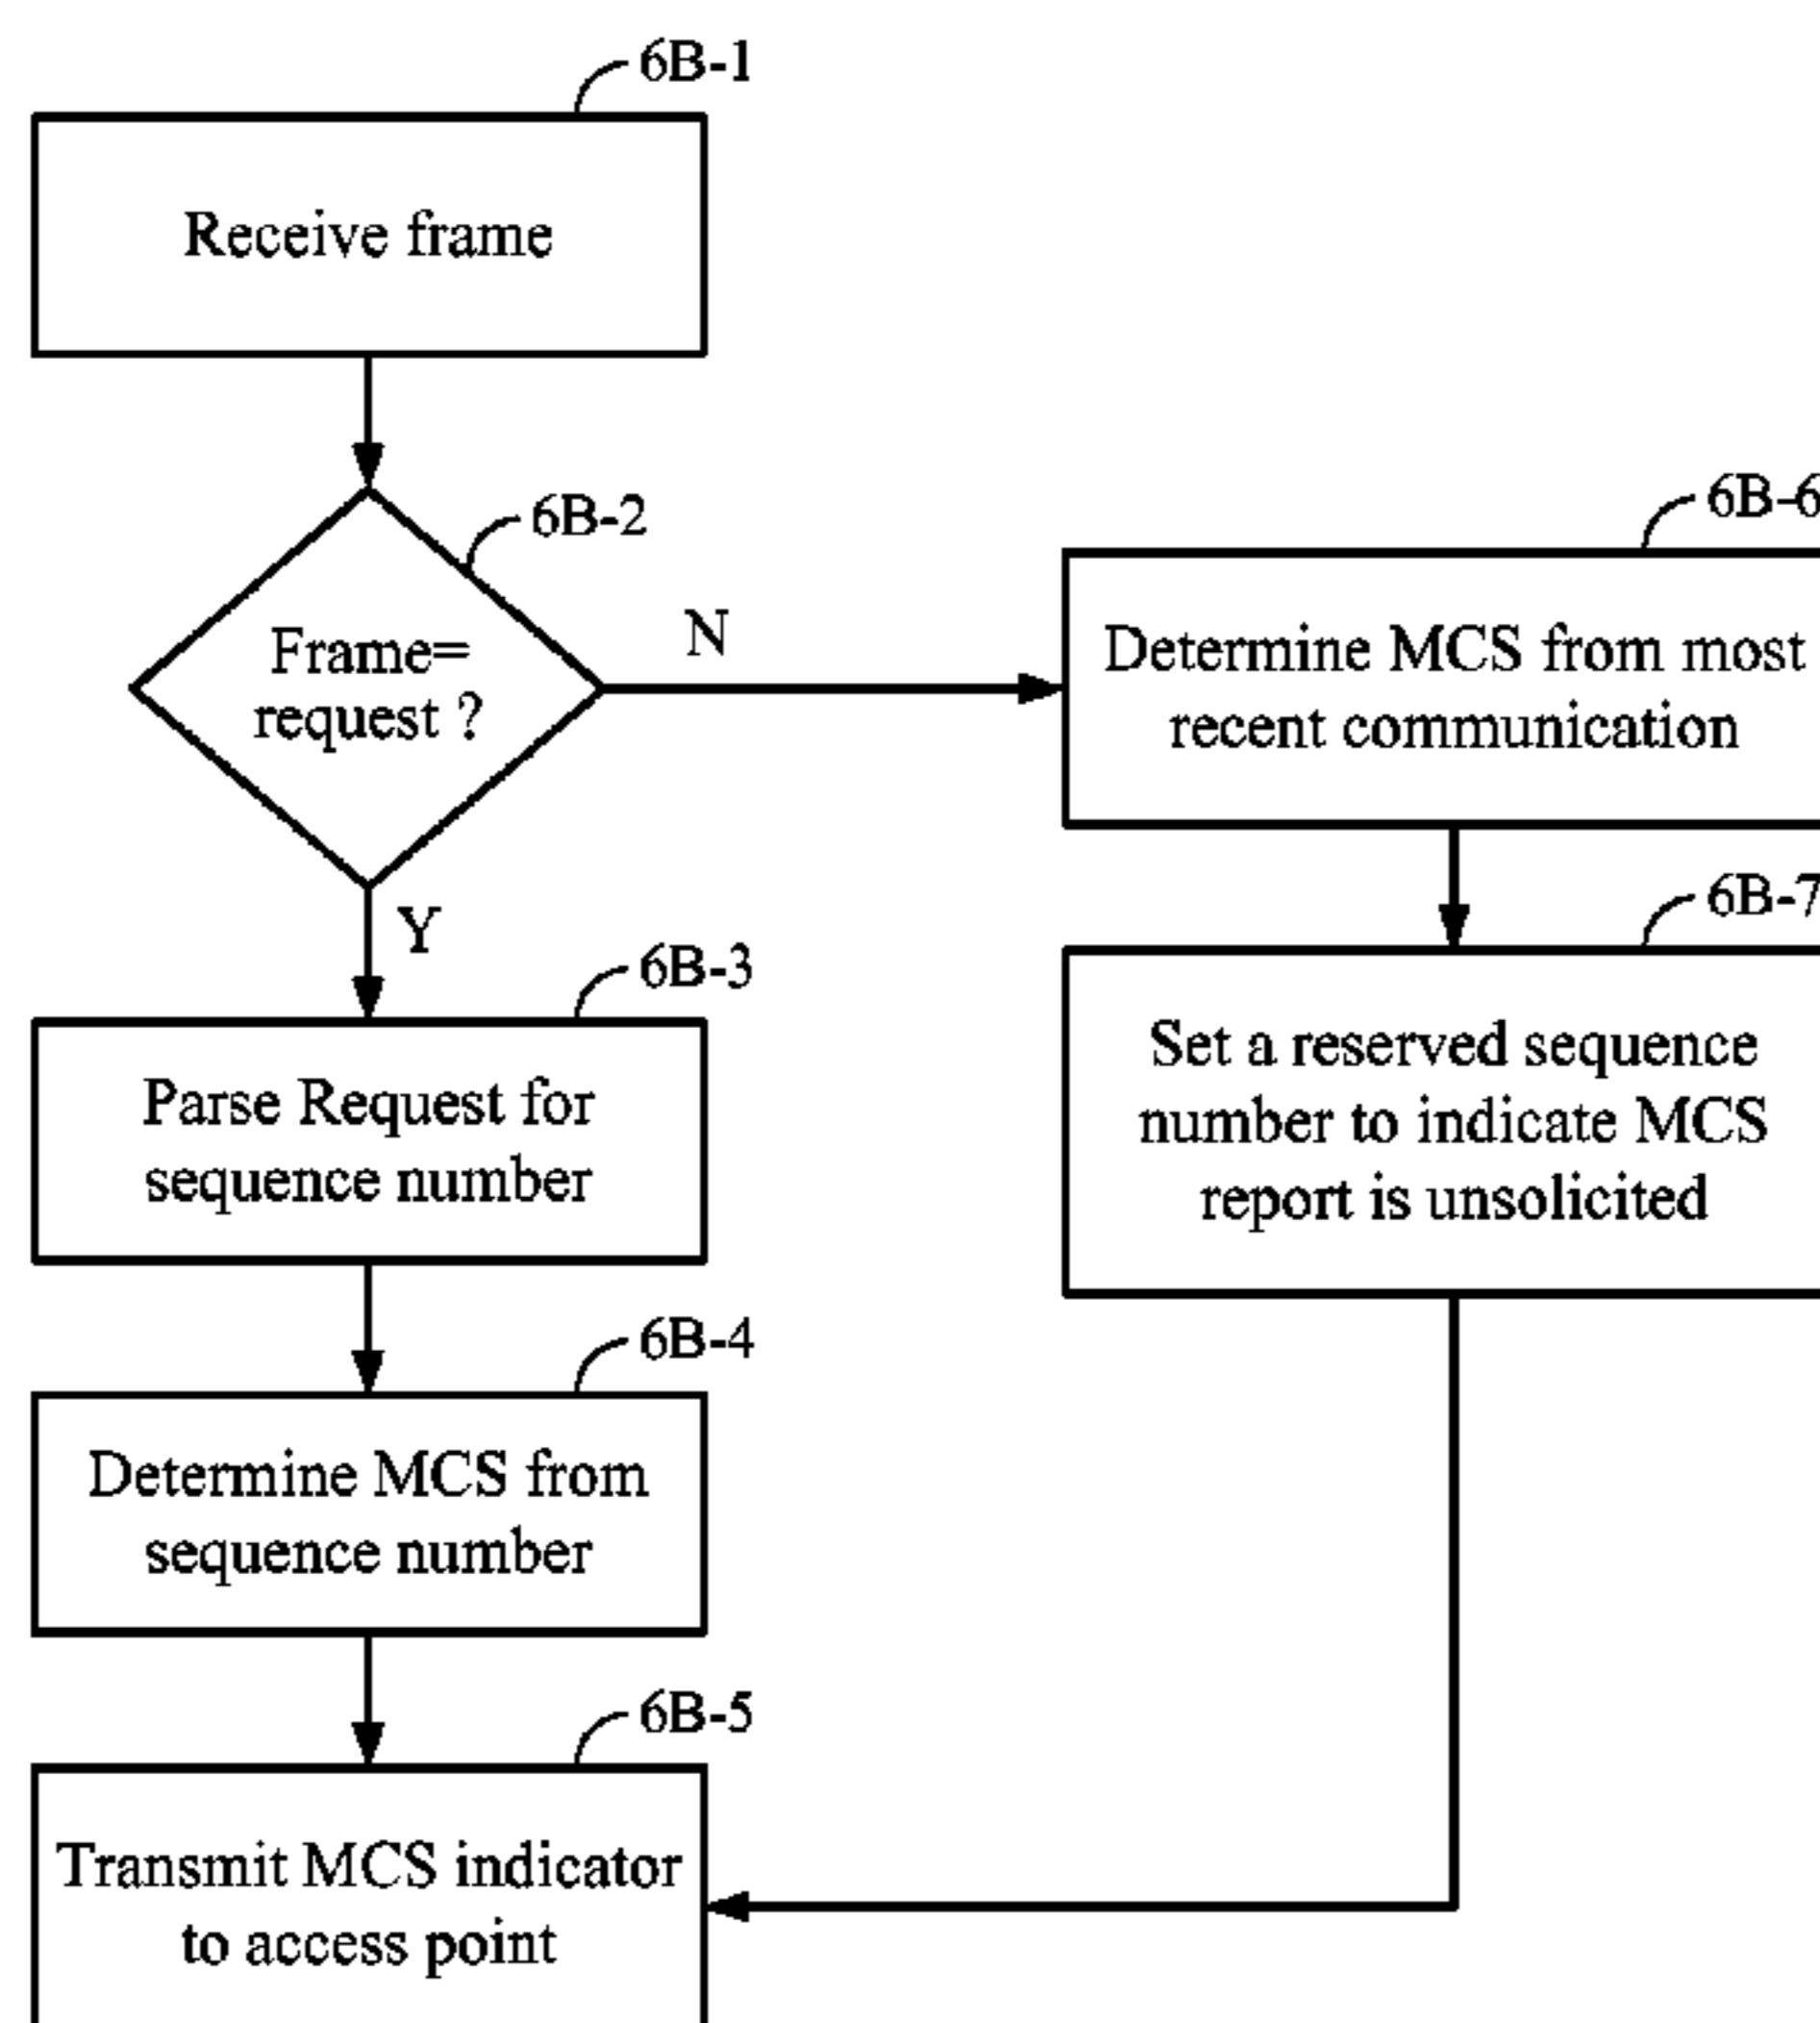 6B-1
Receive frame
6B-2
Frame=
request ?
N
Y
6B-3
Parse Request for
sequence number
6B-4
Determine MCS from
sequence number
6B-5
Transmit MCS indicator
to access point
6B-6
Determine MCS from most
recent communication
6B-7
Set a reserved sequence
number to indicate MCS
report is unsolicited